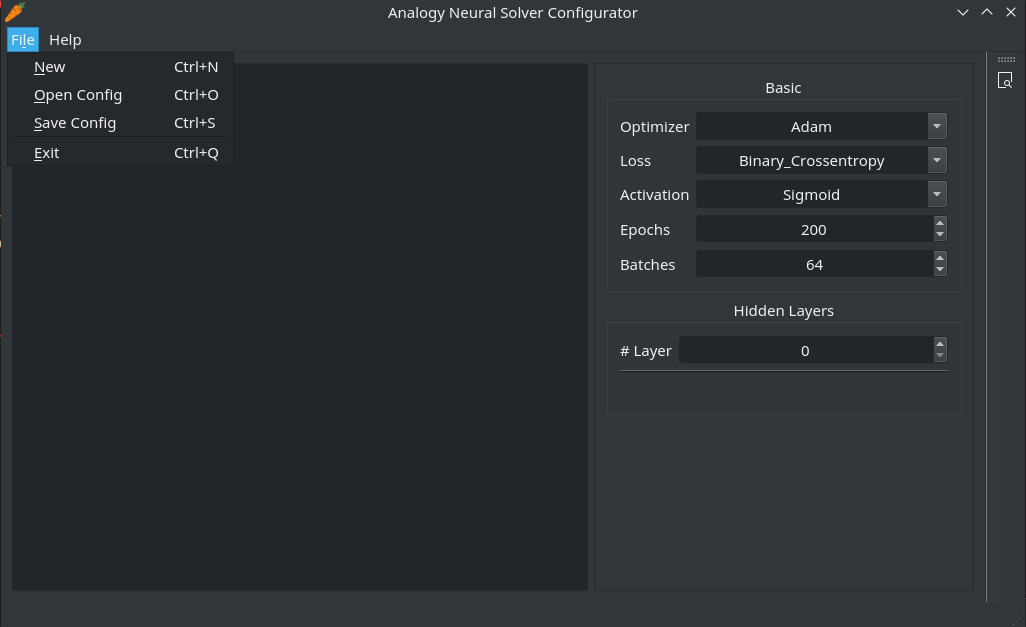 Analogy Neural Solver Configurator
File Help
New Ctrl+N
Open Config Ctrl+O
Save Config Ctrl+S
Exit Ctrl+Q
Basic
Optimizer Adam
Loss Binary_Crossentropy
Activation Sigmoid
Epochs 200
Batches 64
Hidden Layers
# Layer 0